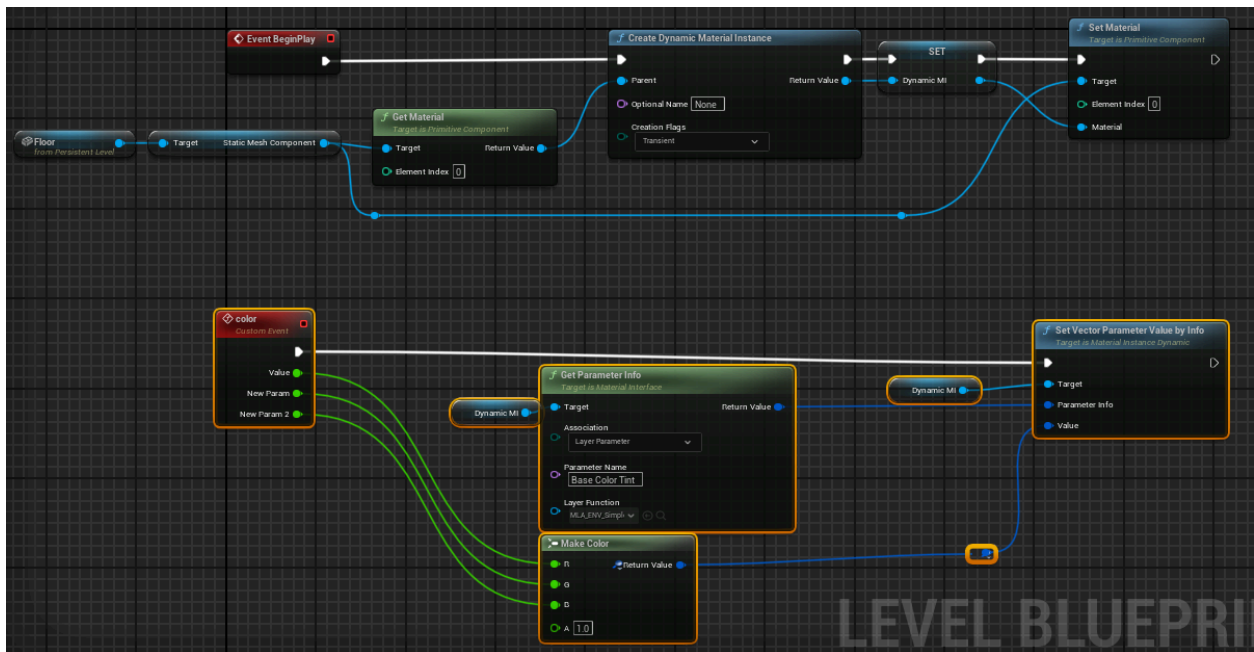 Event BeginPlay
Create Dynamic Material Instance
Parent
Return Value
Optional Name None
Creation Flags
Transient
SET
Dynamic MI
Set Material
Target is Primitive Component
Target
Element Index 0
Material
Floor
from Persistent Level
Target Static Mesh Component
Get Material
Target is Primitive Component
Target Return Value
Element Index 0
color
Custom Event
Value
New Param
New Param 2
Dynamic MI
Get Parameter Info
Target is Material Interface
Target Return Value
Association
Layer Parameter
Parameter Name
Base Color Tint
Layer Function
MLA_ENV_Simpl
Make Color
R Return Value
G
B
A 1.0
Dynamic MI
Set Vector Parameter Value by Info
Target is Material Instance Dynamic
Target
Parameter Info
Value
LEVEL BLUEPRI